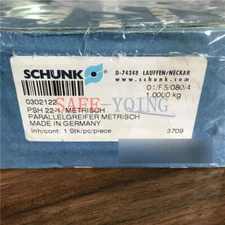 SCHUNK
D-74348 LAUFFEN/NECKAR
www.schunk.com
01/FS/080/4
1.0000 kg
0302122
PSH 22-1/METRISCH
PARALLELGREIFER METRISCH
MADE IN GERMANY
Inh/cont: 1 Stk/pc/piece
3709
SAFE-YQING